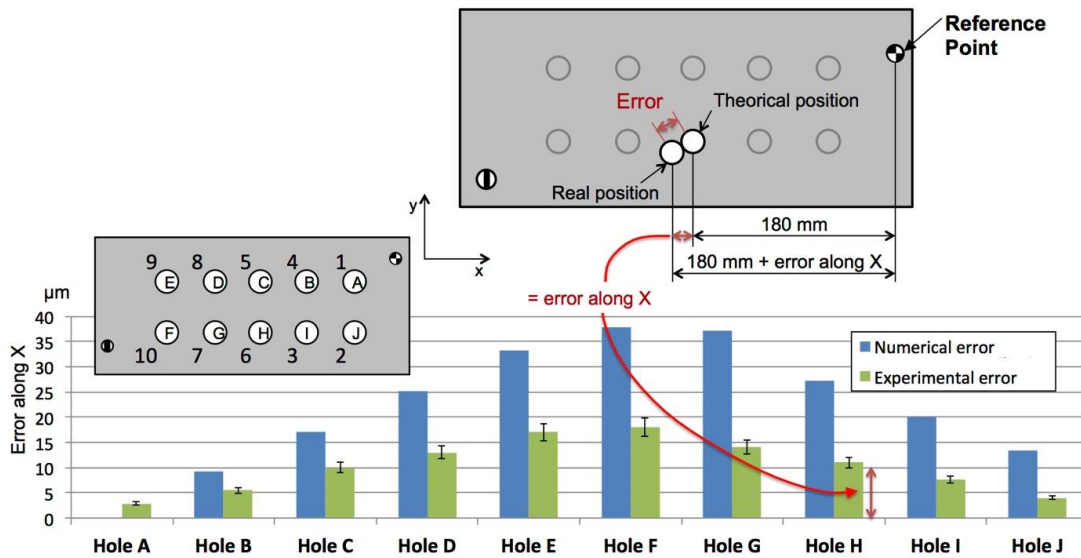 Reference
Point
Theorical position
Error
Real position
y
x
180 mm
180 mm + error along X
= error along X
9 8 5 4 1
E D C B A
F G H I J
10 7 6 3 2
µm
Error along X
40
35
30
25
20
15
10
5
0
Numerical error
Experimental error
Hole A Hole B Hole C Hole D Hole E Hole F Hole G Hole H Hole I Hole J